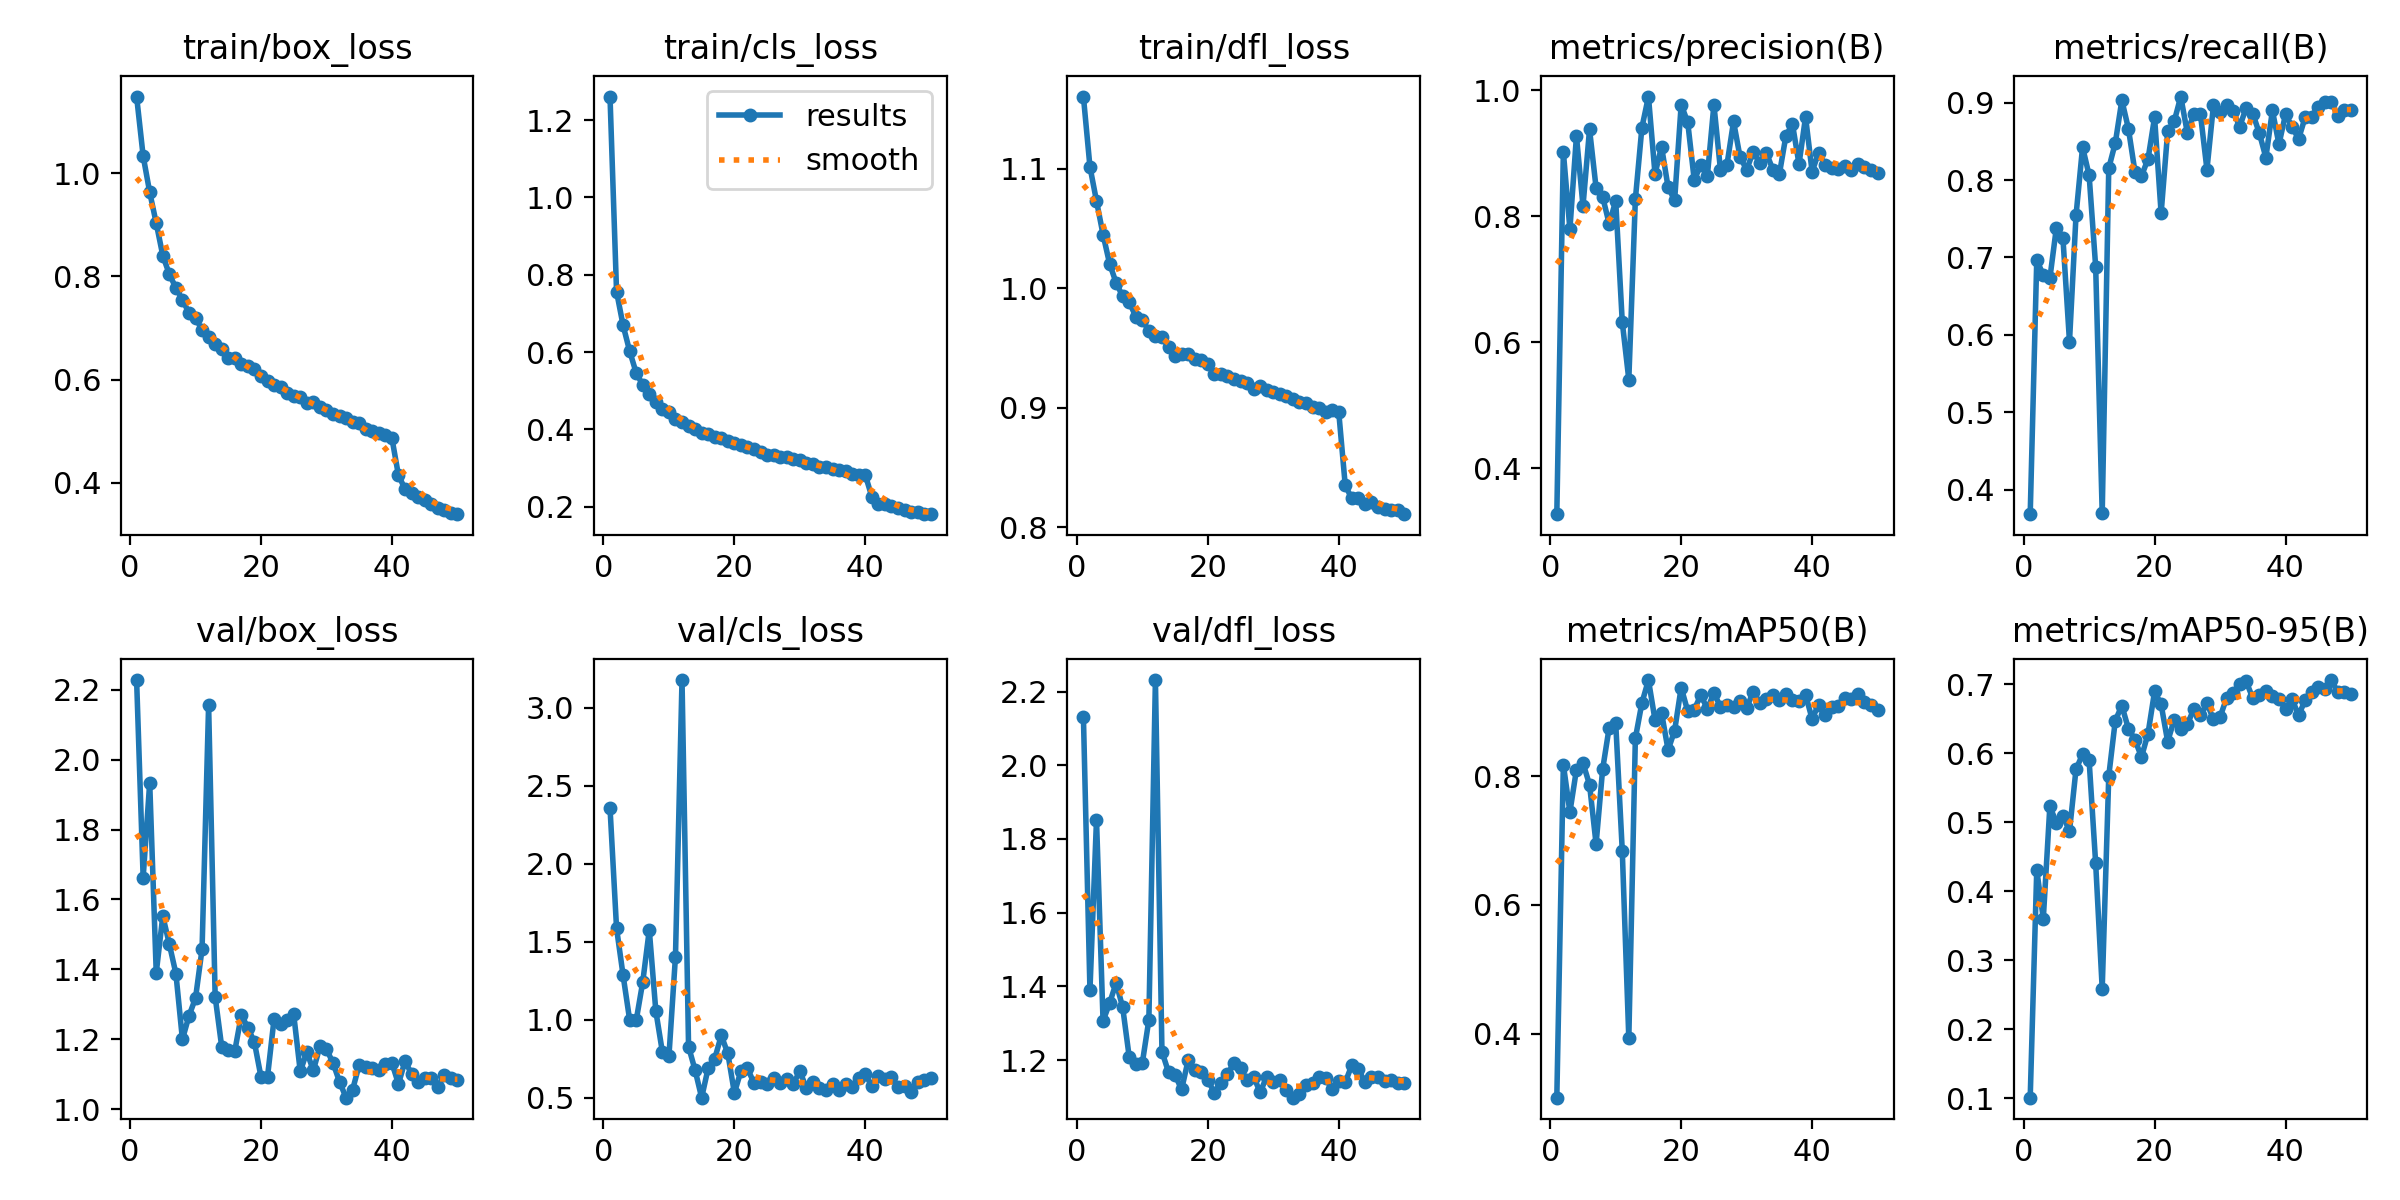 train/box_loss
1.0
0.8
0.6
0.4
0 20 40
train/cls_loss
results
smooth
1.2
1.0
0.8
0.6
0.4
0.2
0 20 40
train/dfl_loss
1.1
1.0
0.9
0.8
0 20 40
metrics/precision(B)
1.0
0.8
0.6
0.4
0 20 40
metrics/recall(B)
0.9
0.8
0.7
0.6
0.5
0.4
0 20 40
val/box_loss
2.2
2.0
1.8
1.6
1.4
1.2
1.0
0 20 40
val/cls_loss
3.0
2.5
2.0
1.5
1.0
0.5
0 20 40
val/dfl_loss
2.2
2.0
1.8
1.6
1.4
1.2
0 20 40
metrics/mAP50(B)
0.8
0.6
0.4
0 20 40
metrics/mAP50-95(B)
0.7
0.6
0.5
0.4
0.3
0.2
0.1
0 20 40